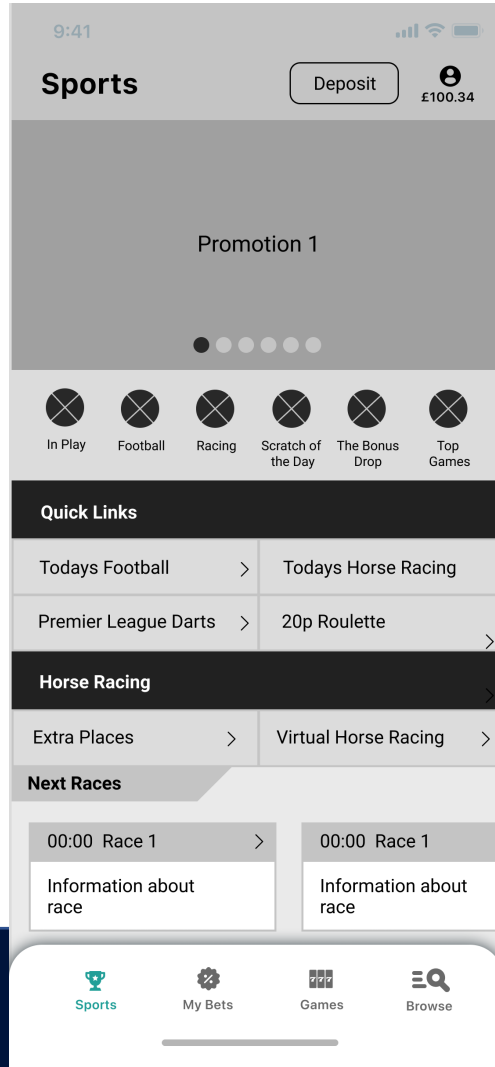 9:41
Sports
Deposit
£100.34
Promotion 1
In Play
Football
Racing
Scratch of
the Day
The Bonus
Drop
Top
Games
Quick Links
Todays Football
Todays Horse Racing
Premier League Darts
20p Roulette
Horse Racing
Extra Places
Virtual Horse Racing
Next Races
00:00 Race 1
Information about
race
00:00 Race 1
Information about
race
777
Sports
My Bets
Games
Browse